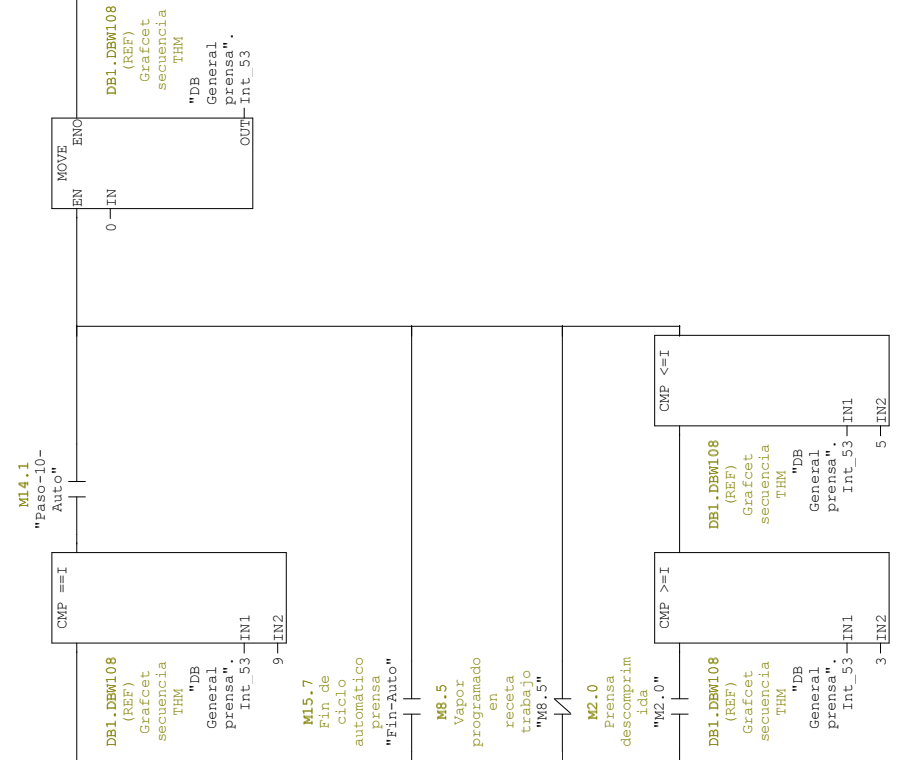 DB1.DBW108
(REF)
Grafcet
secuencia
THM
"DB
General
prensa".
Int_53
CMP ==I
IN1
9
IN2
M14.1
"Paso-10-
Auto"
MOVE
EN
ENO
0
IN
OUT
DB1.DBW108
(REF)
Grafcet
secuencia
THM
"DB
General
prensa".
Int_53
M15.7
Fin de
ciclo
automático
prensa
"Fin-Auto"
M8.5
Vapor
programado
en
receta
trabajo
"M8.5"
M2.0
Prensa
descomprim
ida
"M2.0"
CMP >=I
DB1.DBW108
(REF)
Grafcet
secuencia
THM
"DB
General
prensa".
Int_53
IN1
3
IN2
CMP <=I
DB1.DBW108
(REF)
Grafcet
secuencia
THM
"DB
General
prensa".
Int_53
IN1
5
IN2